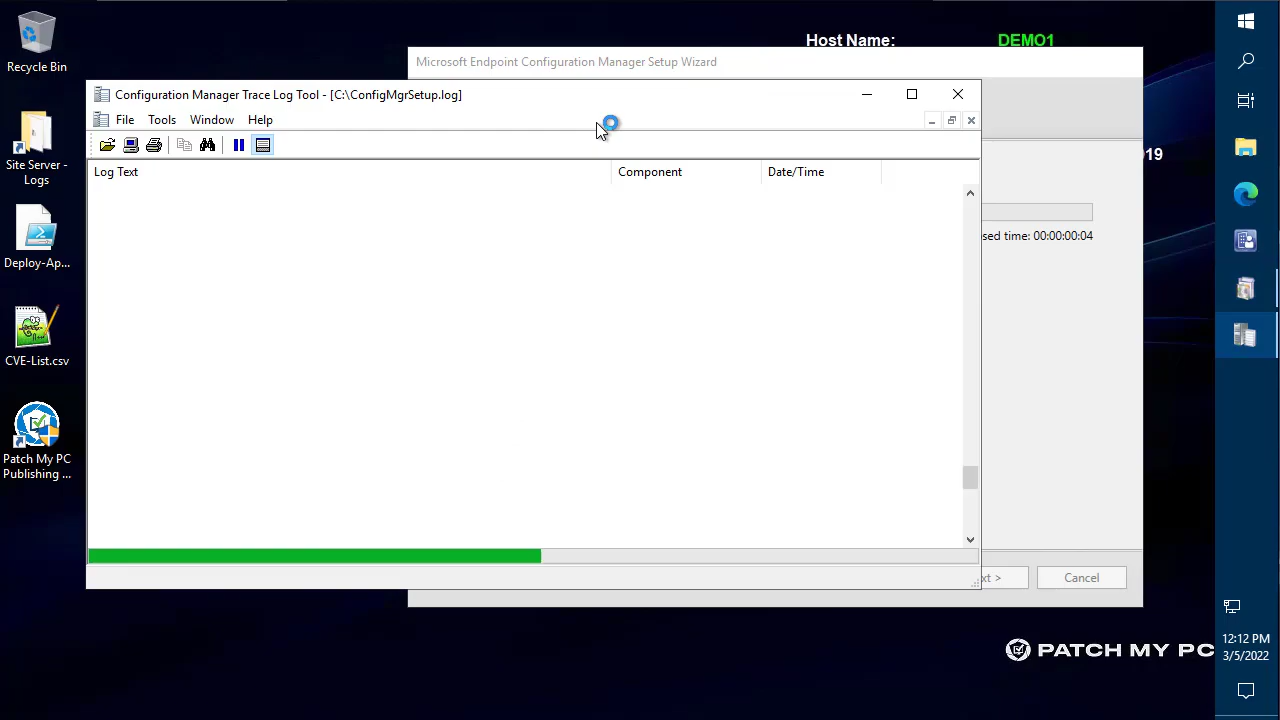 Recycle Bin
Site Server -
Logs
Deploy-Ap...
CVE-List.csv
Patch My PC
Publishing ...
Host Name:
DEMO1
Microsoft Endpoint Configuration Manager Setup Wizard
Configuration Manager Trace Log Tool - [C:\ConfigMgrSetup.log]
File
Tools
Window
Help
Log Text
Component
Date/Time
19
sed time: 00:00:00:04
xt >
Cancel
PATCH MY PC
12:12 PM
3/5/2022